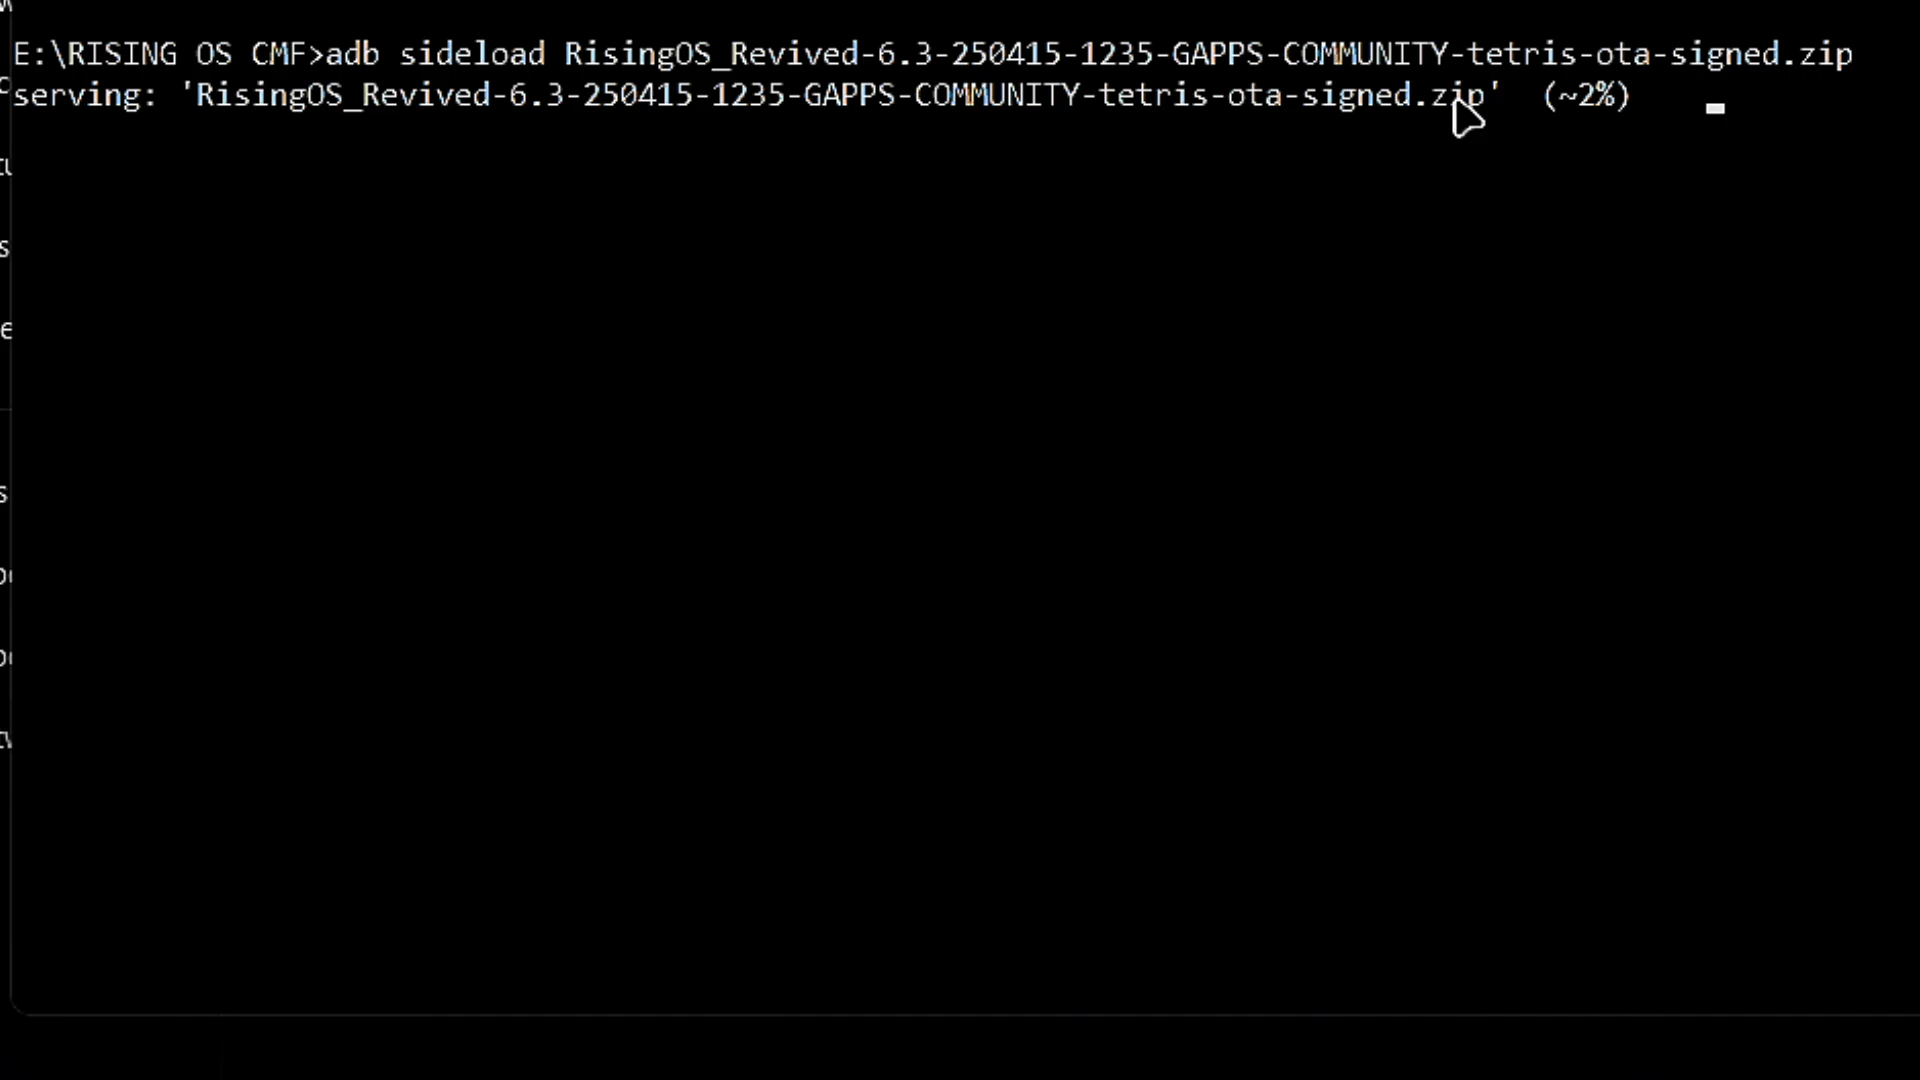 E:\RISING OS CMF>adb sideload RisingOS_Revived-6.3-250415-1235-GAPPS-COMMUNITY-tetris-ota-signed.zip
serving: 'RisingOS_Revived-6.3-250415-1235-GAPPS-COMMUNITY-tetris-ota-signed.zip'  (~2%)